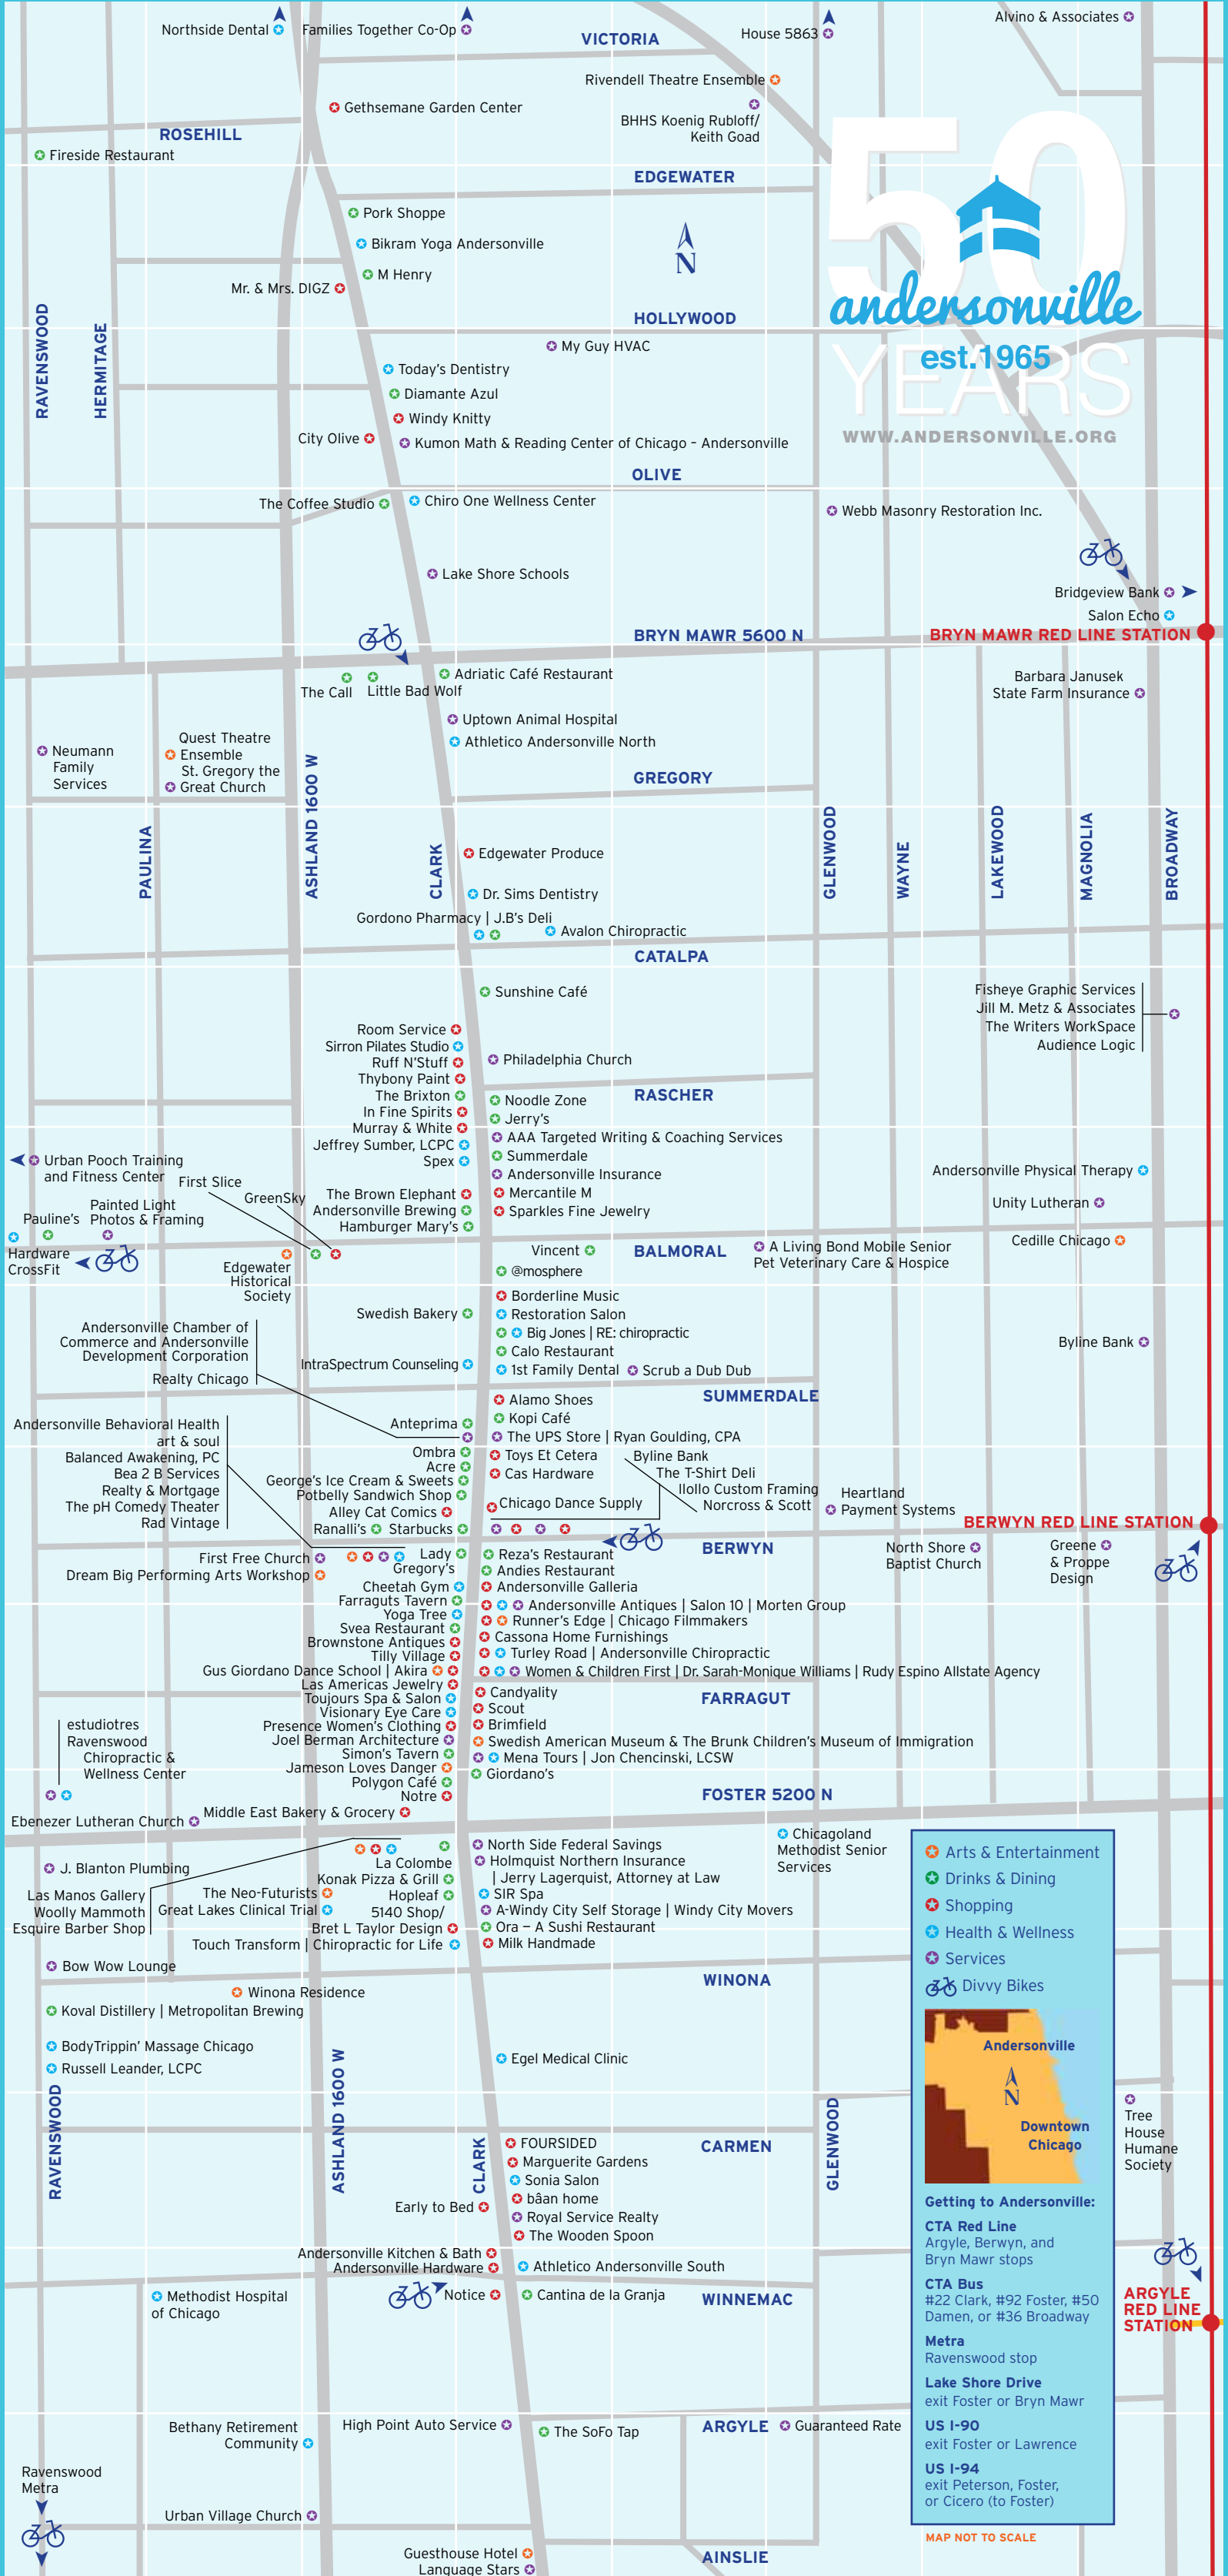 Northside Dental
Families Together Co-Op
VICTORIA
House 5863
Alvino & Associates
Rivendell Theatre Ensemble
Gethsemane Garden Center
BHHS Koenig Rubloff/
Keith Goad
ROSEHILL
Fireside Restaurant
EDGEWATER
50
andersonville
est.1965
YEARS
WWW.ANDERSONVILLE.ORG
Pork Shoppe
Bikram Yoga Andersonville
N
M Henry
Mr. & Mrs. DIGZ
RAVENSWOOD
HERMITAGE
HOLLYWOOD
My Guy HVAC
Today's Dentistry
Diamante Azul
Windy Knitty
City Olive
Kumon Math & Reading Center of Chicago – Andersonville
OLIVE
The Coffee Studio
Chiro One Wellness Center
Webb Masonry Restoration Inc.
Lake Shore Schools
Bridgeview Bank
Salon Echo
BRYN MAWR 5600 N
BRYN MAWR RED LINE STATION
Adriatic Café Restaurant
The Call
Little Bad Wolf
Barbara Janusek
State Farm Insurance
Uptown Animal Hospital
Athletico Andersonville North
Neumann
Family
Services
Quest Theatre
Ensemble
St. Gregory the
Great Church
GREGORY
PAULINA
ASHLAND 1600 W
CLARK
GLENWOOD
WAYNE
LAKEWOOD
MAGNOLIA
BROADWAY
Edgewater Produce
Dr. Sims Dentistry
Gordono Pharmacy | J.B's Deli
Avalon Chiropractic
CATALPA
Sunshine Café
Fisheye Graphic Services
Jill M. Metz & Associates
The Writers WorkSpace
Audience Logic
Room Service
Sirron Pilates Studio
Ruff N'Stuff
Thybony Paint
The Brixton
In Fine Spirits
Murray & White
Jeffrey Sumber, LCPC
Spex
Philadelphia Church
RASCHER
Noodle Zone
Jerry's
AAA Targeted Writing & Coaching Services
Summerdale
Andersonville Insurance
Mercantile M
Sparkles Fine Jewelry
Urban Pooch Training
and Fitness Center
First Slice
GreenSky
The Brown Elephant
Andersonville Brewing
Hamburger Mary's
Andersonville Physical Therapy
Unity Lutheran
Cedille Chicago
Pauline's
Painted Light
Photos & Framing
Hardware
CrossFit
Edgewater
Historical
Society
Vincent
BALMORAL
A Living Bond Mobile Senior
Pet Veterinary Care & Hospice
@mosphere
Borderline Music
Restoration Salon
Swedish Bakery
Big Jones | RE: chiropractic
Calo Restaurant
1st Family Dental
Scrub a Dub Dub
Byline Bank
Andersonville Chamber of
Commerce and Andersonville
Development Corporation
Realty Chicago
IntraSpectrum Counseling
SUMMERDALE
Alamo Shoes
Kopi Café
Anteprima
The UPS Store | Ryan Goulding, CPA
Andersonville Behavioral Health
art & soul
Balanced Awakening, PC
Bea 2 B Services
Realty & Mortgage
The pH Comedy Theater
Rad Vintage
Ombra
Acre
George's Ice Cream & Sweets
Potbelly Sandwich Shop
Alley Cat Comics
Ranalli's
Starbucks
Toys Et Cetera
Cas Hardware
Chicago Dance Supply
Byline Bank
The T-Shirt Deli
Ilollo Custom Framing
Norcross & Scott
Heartland
Payment Systems
BERWYN RED LINE STATION
BERWYN
North Shore
Baptist Church
Greene
& Proppe
Design
First Free Church
Dream Big Performing Arts Workshop
Lady
Gregory's
Cheetah Gym
Farraguts Tavern
Yoga Tree
Svea Restaurant
Brownstone Antiques
Tilly Village
Gus Giordano Dance School | Akira
Las Americas Jewelry
Toujours Spa & Salon
Visionary Eye Care
Presence Women's Clothing
Joel Berman Architecture
Simon's Tavern
Jameson Loves Danger
Polygon Café
Notre
Middle East Bakery & Grocery
Reza's Restaurant
Andies Restaurant
Andersonville Galleria
Andersonville Antiques | Salon 10 | Morten Group
Runner's Edge | Chicago Filmmakers
Cassona Home Furnishings
Turley Road | Andersonville Chiropractic
Women & Children First | Dr. Sarah-Monique Williams | Rudy Espino Allstate Agency
Candyality
FARRAGUT
Scout
Brimfield
Swedish American Museum & The Brunk Children's Museum of Immigration
Mena Tours | Jon Chencinski, LCSW
Giordano's
estudiotres
Ravenswood
Chiropractic &
Wellness Center
Ebenezer Lutheran Church
FOSTER 5200 N
J. Blanton Plumbing
Las Manos Gallery
Woolly Mammoth
Esquire Barber Shop
La Colombe
Konak Pizza & Grill
The Neo-Futurists
Hopleaf
Great Lakes Clinical Trial
5140 Shop/
Bret L Taylor Design
Touch Transform | Chiropractic for Life
North Side Federal Savings
Holmquist Northern Insurance
| Jerry Lagerquist, Attorney at Law
SIR Spa
A-Windy City Self Storage | Windy City Movers
Ora – A Sushi Restaurant
Milk Handmade
Chicagoland
Methodist Senior
Services
Bow Wow Lounge
WINONA
Winona Residence
Koval Distillery | Metropolitan Brewing
BodyTrippin' Massage Chicago
Russell Leander, LCPC
Egel Medical Clinic
RAVENSWOOD
ASHLAND 1600 W
CLARK
GLENWOOD
CARMEN
FOURSIDED
Marguerite Gardens
Sonia Salon
bâan home
Early to Bed
Royal Service Realty
The Wooden Spoon
Andersonville Kitchen & Bath
Andersonville Hardware
Athletico Andersonville South
Notice
Cantina de la Granja
WINNEMAC
Methodist Hospital
of Chicago
Arts & Entertainment
Drinks & Dining
Shopping
Health & Wellness
Services
Divvy Bikes
Andersonville
N
Downtown
Chicago
Getting to Andersonville:
CTA Red Line
Argyle, Berwyn, and
Bryn Mawr stops
CTA Bus
#22 Clark, #92 Foster, #50
Damen, or #36 Broadway
Metra
Ravenswood stop
Lake Shore Drive
exit Foster or Bryn Mawr
US I-90
exit Foster or Lawrence
US I-94
exit Peterson, Foster,
or Cicero (to Foster)
MAP NOT TO SCALE
Tree
House
Humane
Society
ARGYLE
RED LINE
STATION
Bethany Retirement
Community
High Point Auto Service
The SoFo Tap
ARGYLE
Guaranteed Rate
Ravenswood
Metra
Urban Village Church
Guesthouse Hotel
Language Stars
AINSLIE